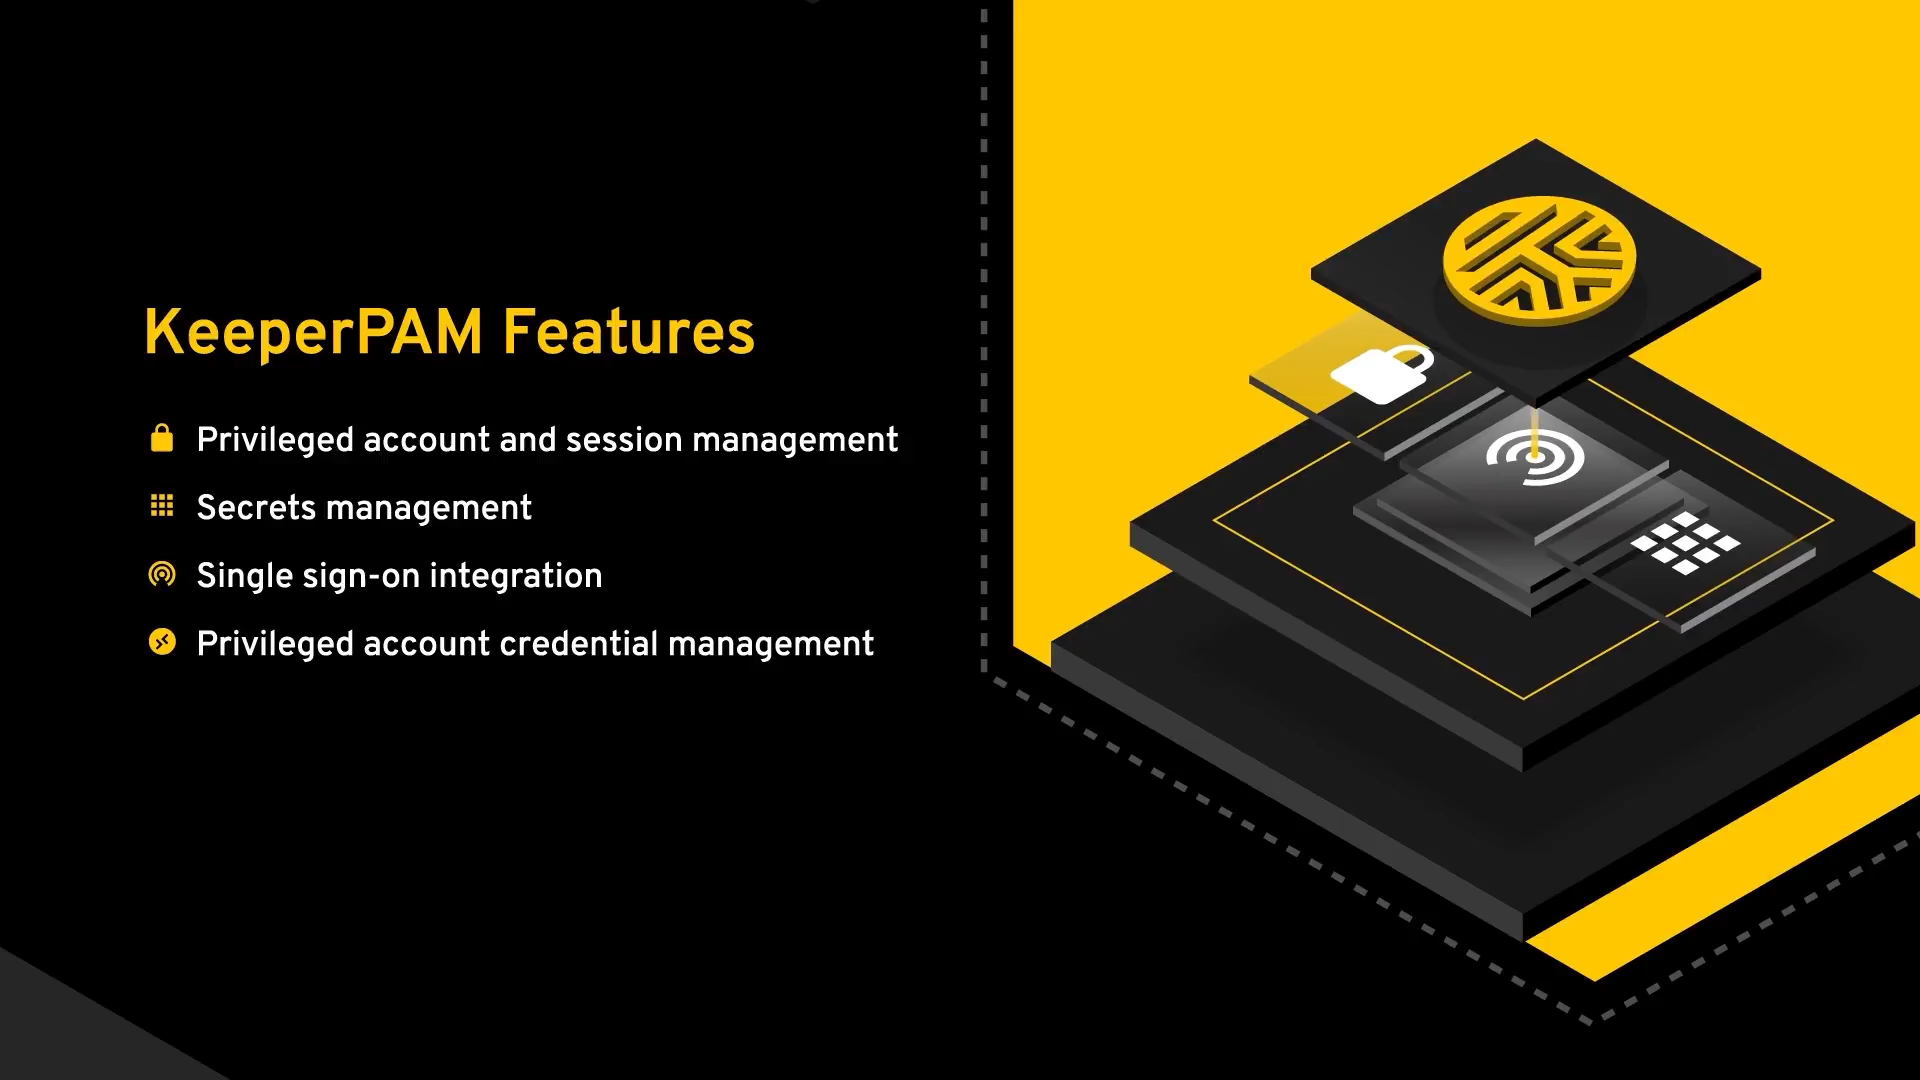 KeeperPAM Features
Privileged account and session management
Secrets management
Single sign-on integration
Privileged account credential management